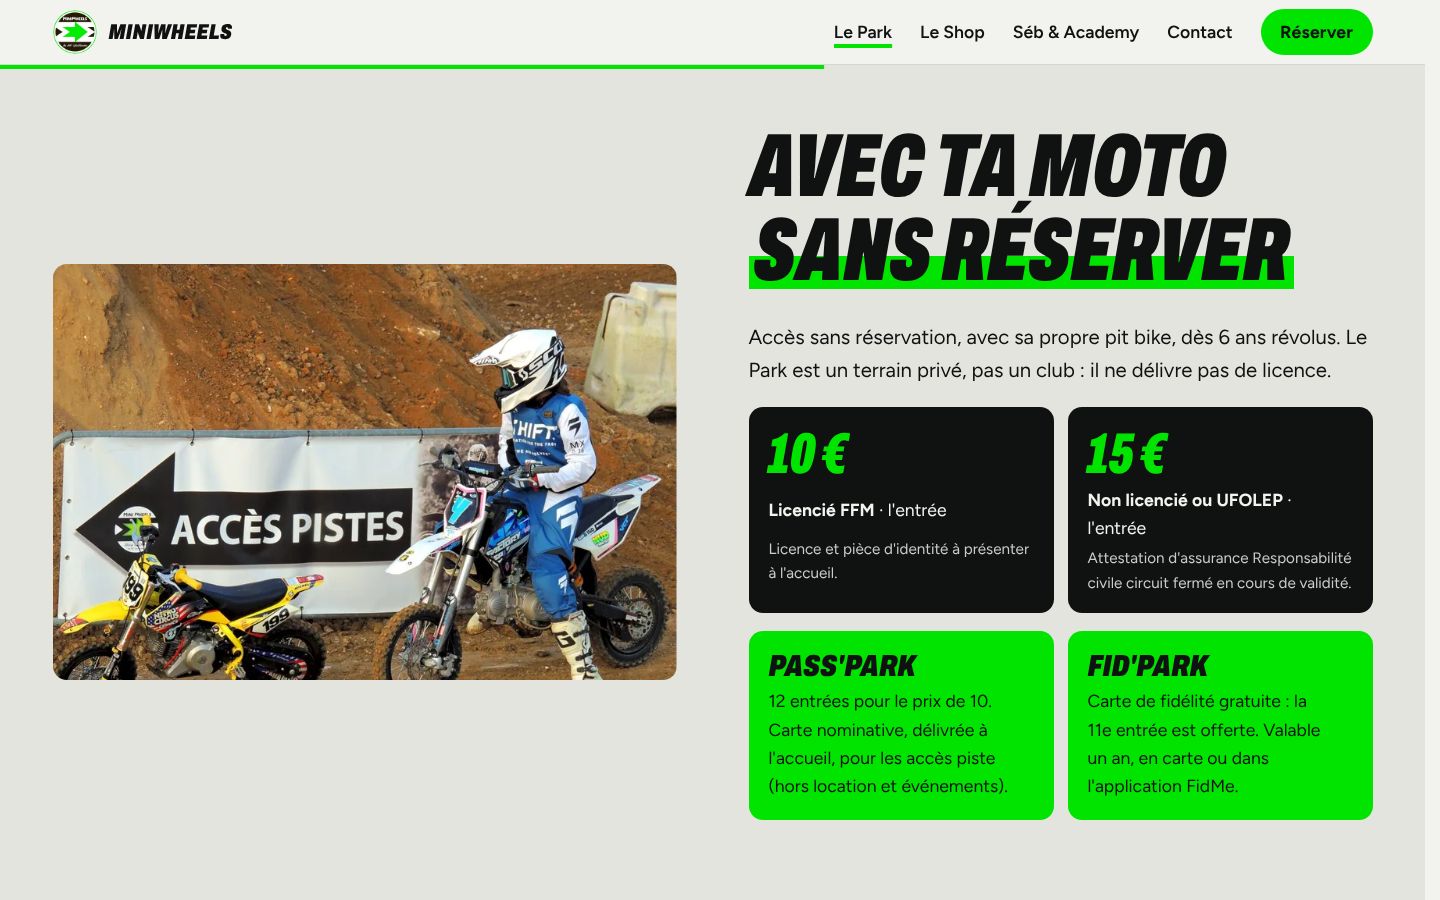 MINIWHEELS
Le Park
Le Shop
Séb & Academy
Contact
Réserver
AVEC TA MOTO
SANS RÉSERVER
Accès sans réservation, avec sa propre pit bike, dès 6 ans révolus. Le
Park est un terrain privé, pas un club : il ne délivre pas de licence.
10 €
Licencié FFM · l'entrée
Licence et pièce d'identité à présenter
à l'accueil.
15 €
Non licencié ou UFOLEP ·
l'entrée
Attestation d'assurance Responsabilité
civile circuit fermé en cours de validité.
PASS'PARK
12 entrées pour le prix de 10.
Carte nominative, délivrée à
l'accueil, pour les accès piste
(hors location et événements).
FID'PARK
Carte de fidélité gratuite : la
11e entrée est offerte. Valable
un an, en carte ou dans
l'application FidMe.
ACCÈS PISTES
SHIFT
MX
199